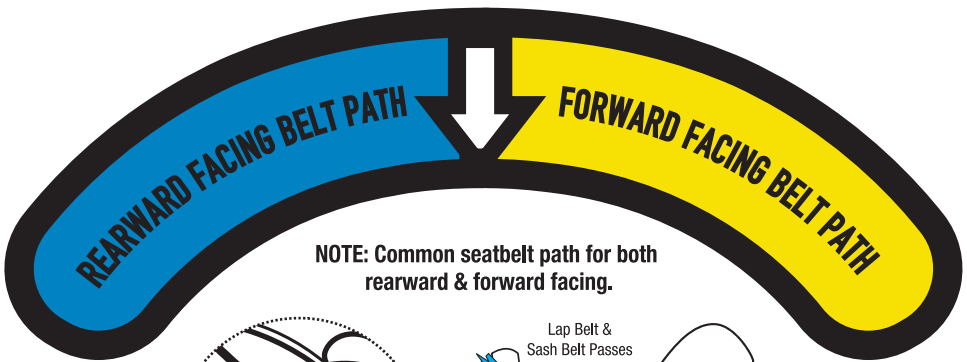 REARWARD FACING BELT PATH
FORWARD FACING BELT PATH
NOTE: Common seatbelt path for both
rearward & forward facing.
Lap Belt &
Sash Belt Passes